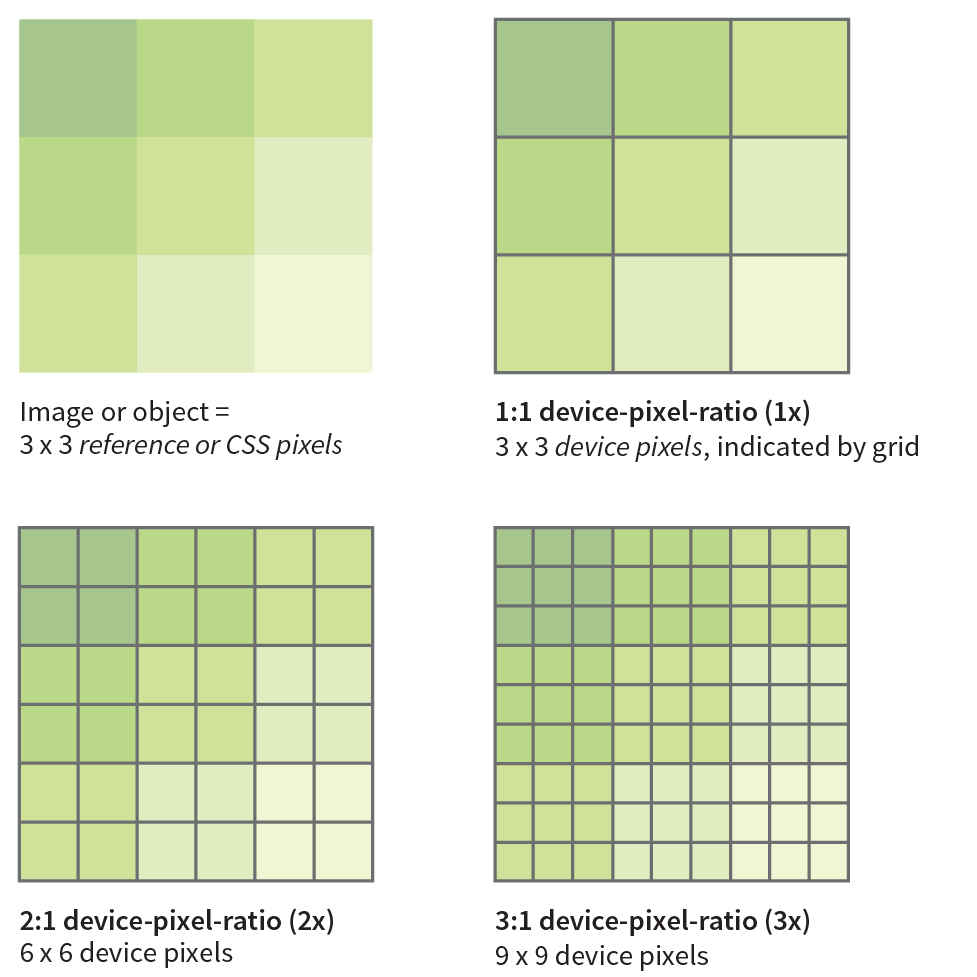 Image or object =
3 x 3 reference or CSS pixels
1:1 device-pixel-ratio (1x)
3 x 3 device pixels, indicated by grid
2:1 device-pixel-ratio (2x)
6 x 6 device pixels
3:1 device-pixel-ratio (3x)
9 x 9 device pixels